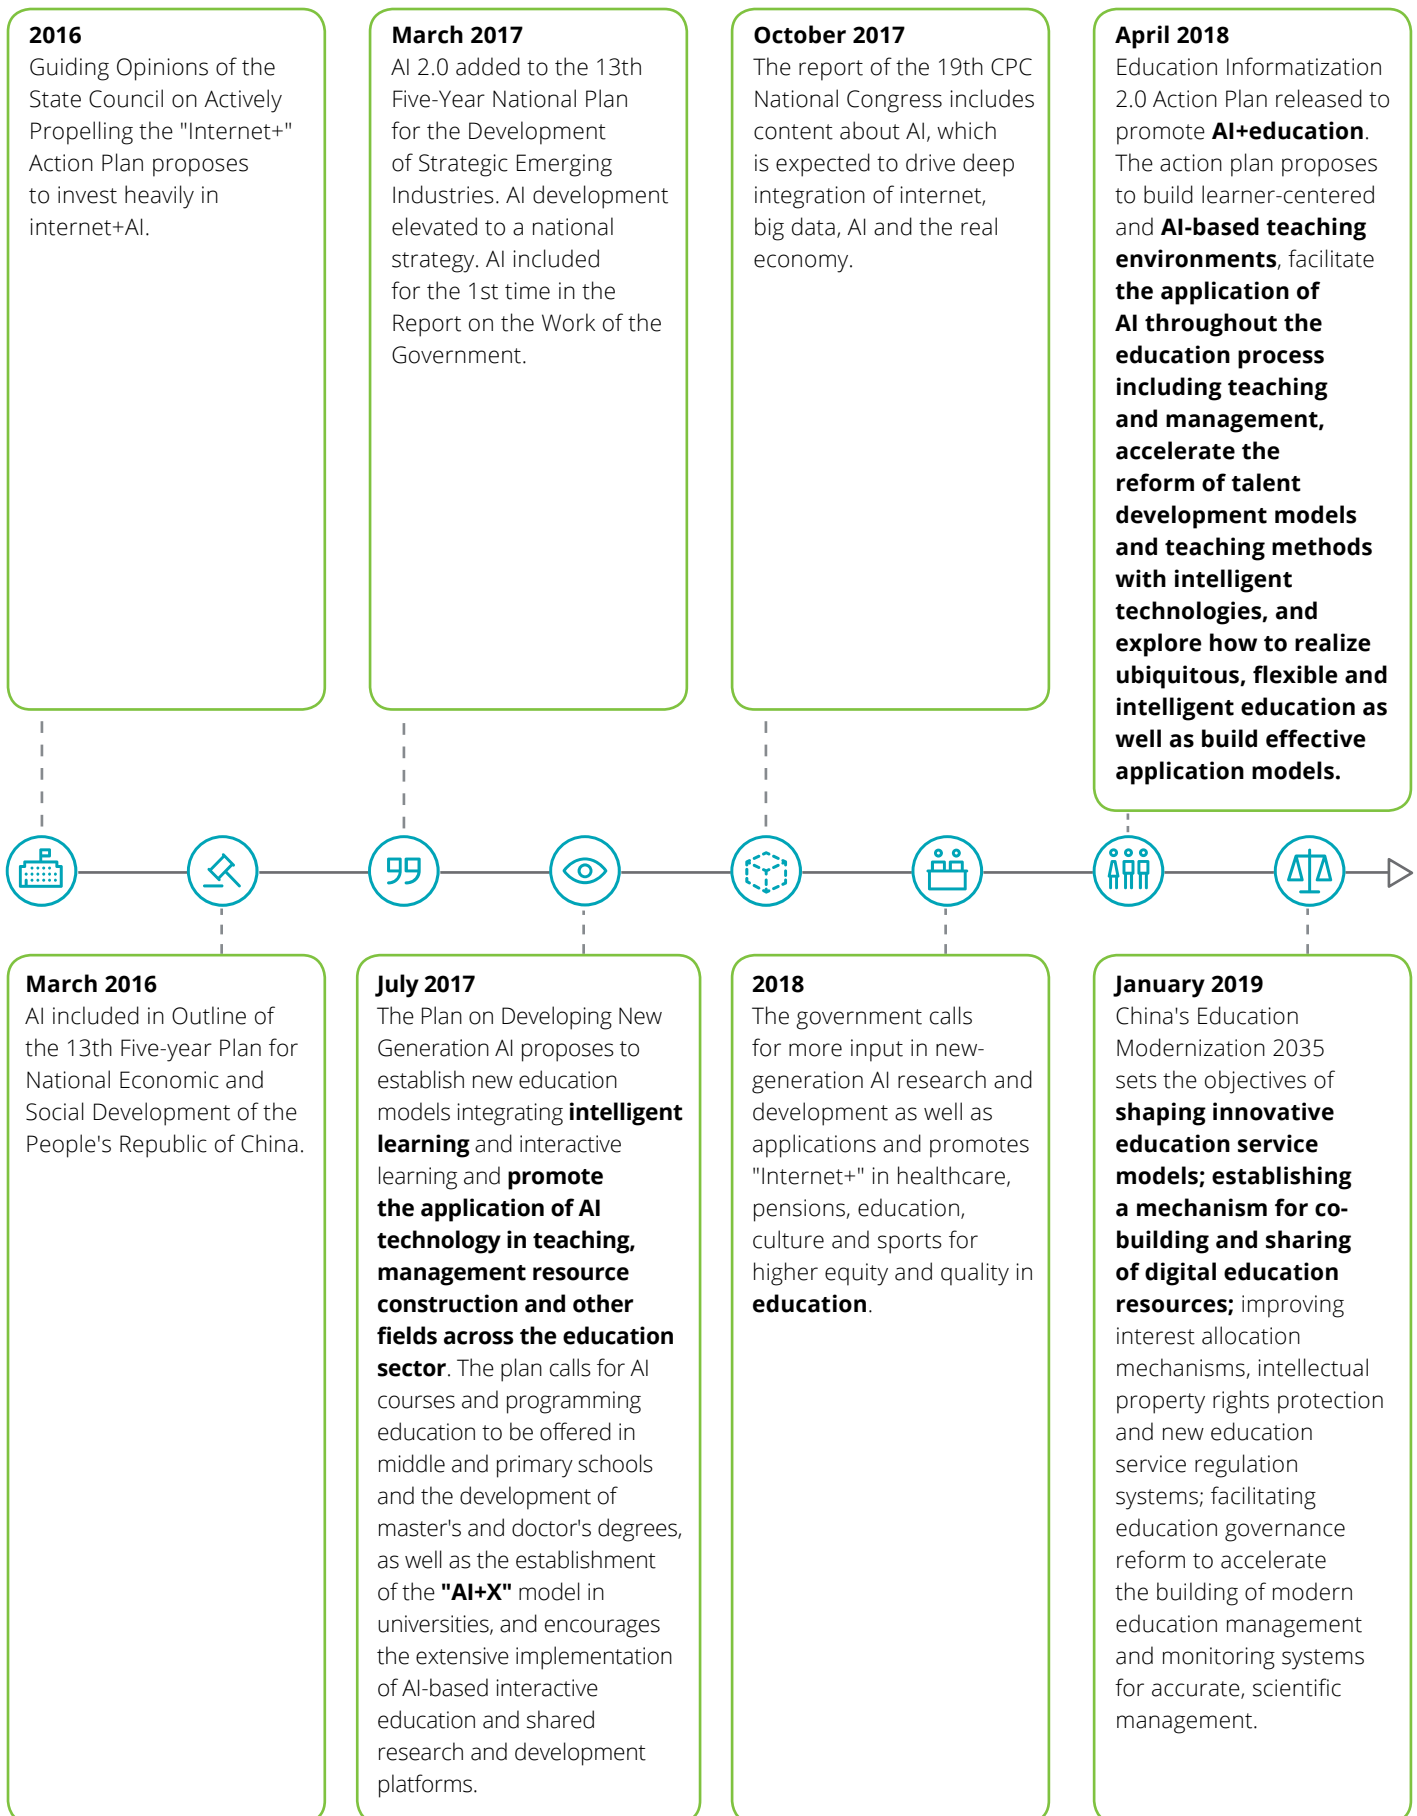 2016
Guiding Opinions of the
State Council on Actively
Propelling the "Internet+"
Action Plan proposes
to invest heavily in
internet+AI.
March 2017
AI 2.0 added to the 13th
Five-Year National Plan
for the Development
of Strategic Emerging
Industries. AI development
elevated to a national
strategy. AI included
for the 1st time in the
Report on the Work of the
Government.
October 2017
The report of the 19th CPC
National Congress includes
content about AI, which
is expected to drive deep
integration of internet,
big data, AI and the real
economy.
April 2018
Education Informatization
2.0 Action Plan released to
promote AI+education.
The action plan proposes
to build learner-centered
and AI-based teaching
environments, facilitate
the application of
AI throughout the
education process
including teaching
and management,
accelerate the
reform of talent
development models
and teaching methods
with intelligent
technologies, and
explore how to realize
ubiquitous, flexible and
intelligent education as
well as build effective
application models.
March 2016
AI included in Outline of
the 13th Five-year Plan for
National Economic and
Social Development of the
People's Republic of China.
July 2017
The Plan on Developing New
Generation AI proposes to
establish new education
models integrating intelligent
learning and interactive
learning and promote
the application of AI
technology in teaching,
management resource
construction and other
fields across the education
sector. The plan calls for AI
courses and programming
education to be offered in
middle and primary schools
and the development of
master's and doctor's degrees,
as well as the establishment
of the "AI+X" model in
universities, and encourages
the extensive implementation
of AI-based interactive
education and shared
research and development
platforms.
2018
The government calls
for more input in new-
generation AI research and
development as well as
applications and promotes
"Internet+" in healthcare,
pensions, education,
culture and sports for
higher equity and quality in
education.
January 2019
China's Education
Modernization 2035
sets the objectives of
shaping innovative
education service
models; establishing
a mechanism for co-
building and sharing
of digital education
resources; improving
interest allocation
mechanisms, intellectual
property rights protection
and new education
service regulation
systems; facilitating
education governance
reform to accelerate
the building of modern
education management
and monitoring systems
for accurate, scientific
management.